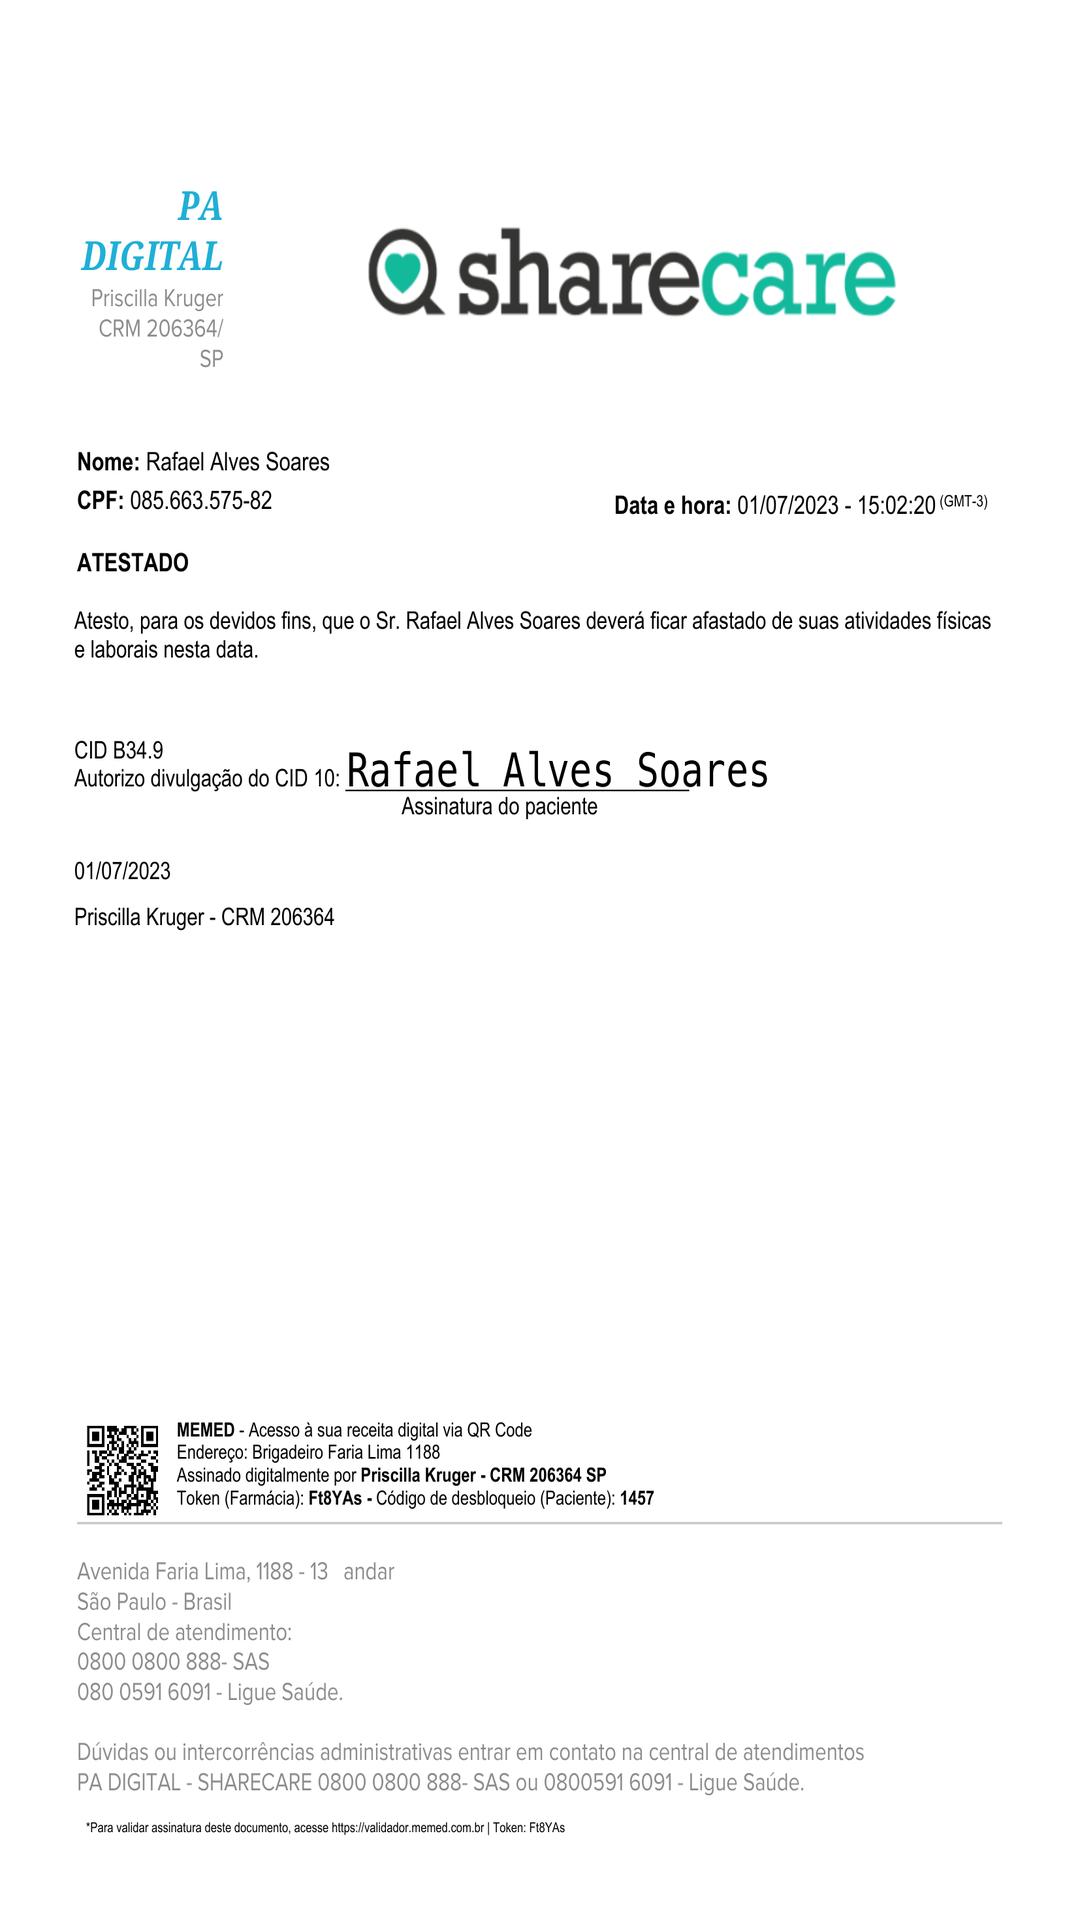 PA
DIGITAL
Priscilla Kruger
CRM 206364/
SP
sharecare
Nome: Rafael Alves Soares
CPF: 085.663.575-82
Data e hora: 01/07/2023 - 15:02:20 (GMT-3)
ATESTADO
Atesto, para os devidos fins, que o Sr. Rafael Alves Soares deverá ficar afastado de suas atividades físicas
e laborais nesta data.
CID B34.9
Autorizo divulgação do CID 10: Rafael Alves Soares
Assinatura do paciente
01/07/2023
Priscilla Kruger - CRM 206364
MEMED - Acesso à sua receita digital via QR Code
Endereço: Brigadeiro Faria Lima 1188
Assinado digitalmente por Priscilla Kruger - CRM 206364 SP
Token (Farmácia): Ft8YAs - Código de desbloqueio (Paciente): 1457
Avenida Faria Lima, 1188 - 13 andar
São Paulo - Brasil
Central de atendimento:
0800 0800 888- SAS
080 0591 6091 - Ligue Saúde.
Dúvidas ou intercorrências administrativas entrar em contato na central de atendimentos
PA DIGITAL - SHARECARE 0800 0800 888- SAS ou 0800591 6091 - Ligue Saúde.
*Para validar assinatura deste documento, acesse https://validador.memed.com.br | Token: Ft8YAs